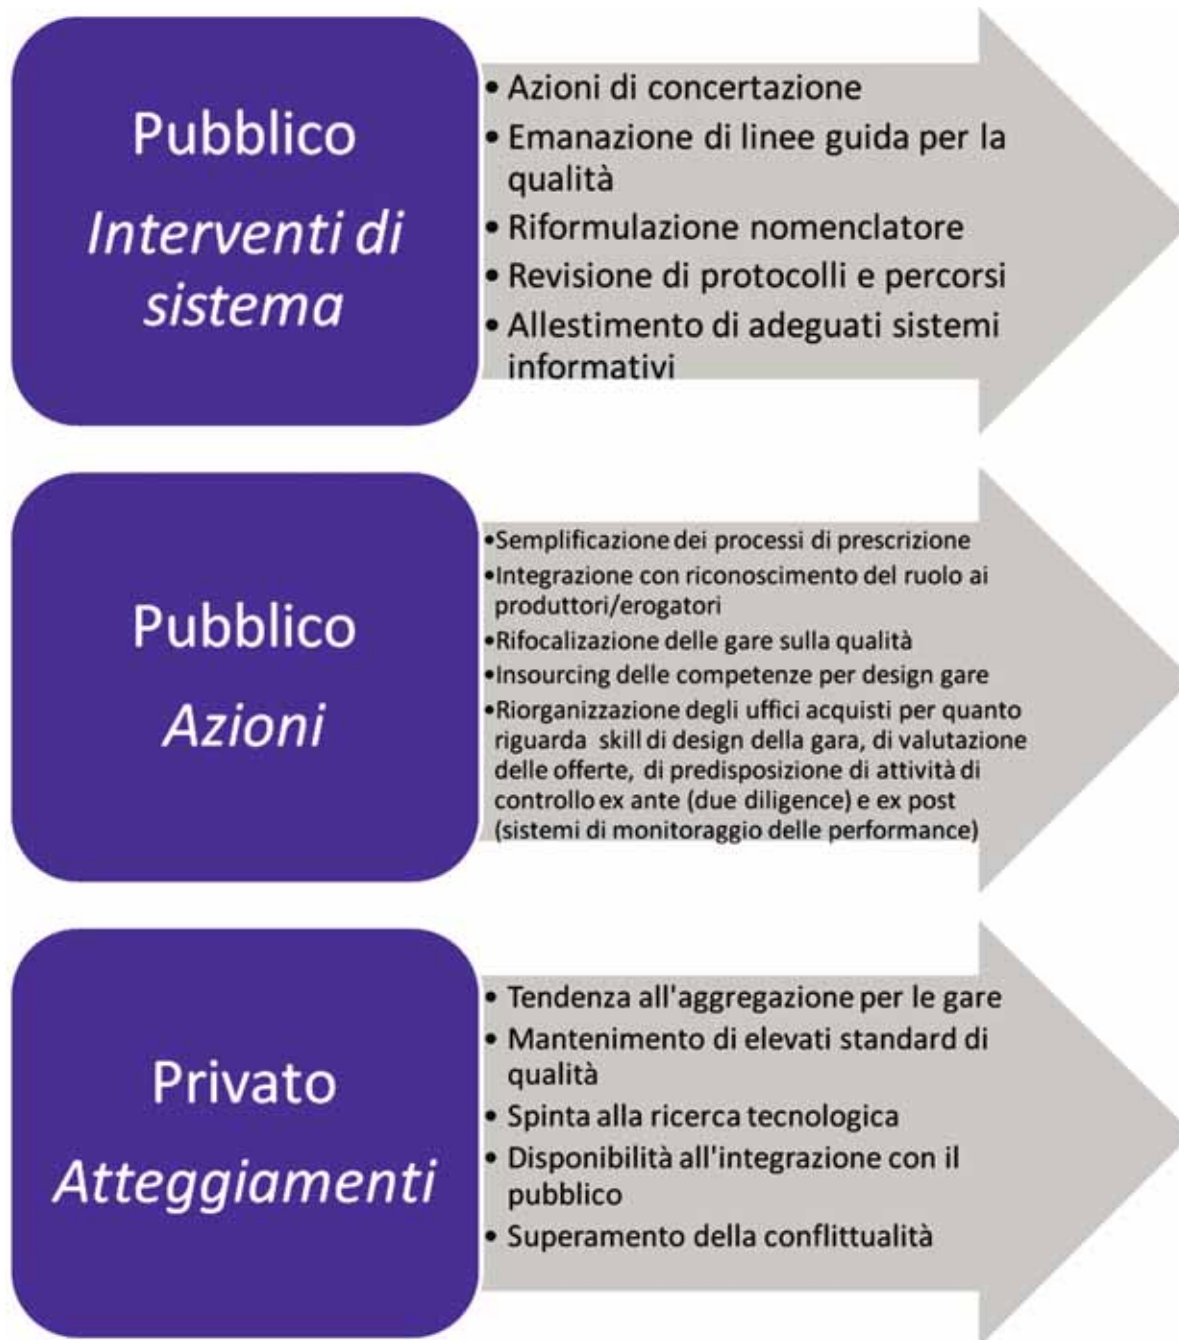 Pubblico
Interventi di
sistema
• Azioni di concertazione
• Emanazione di linee guida per la
qualità
• Riformulazione nomenclatore
• Revisione di protocolli e percorsi
• Allestimento di adeguati sistemi
informativi
Pubblico
Azioni
•Semplificazione dei processi di prescrizione
•Integrazione con riconoscimento del ruolo ai
produttori/erogatori
•Rifocalizzazione delle gare sulla qualità
•Insourcing delle competenze per design gare
•Riorganizzazione degli uffici acquisti per quanto
riguarda skill di design della gara, di valutazione
delle offerte, di predisposizione di attività di
controllo ex ante (due diligence) e ex post
(sistemi di monitoraggio delle performance)
Privato
Atteggiamenti
• Tendenza all'aggregazione per le gare
• Mantenimento di elevati standard di
qualità
• Spinta alla ricerca tecnologica
• Disponibilità all'integrazione con il
pubblico
• Superamento della conflittualità